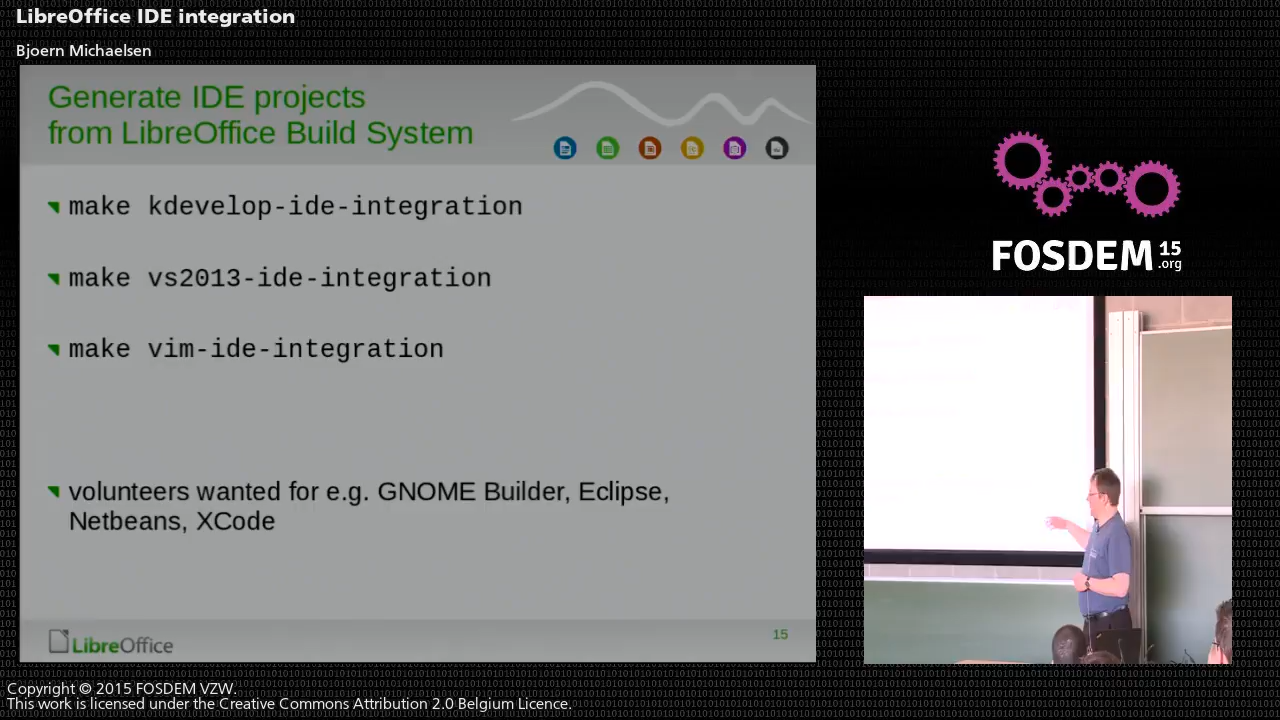 LibreOffice IDE integration
Bjoern Michaelsen
Generate IDE projects
from LibreOffice Build System
make kdevelop-ide-integration
make vs2013-ide-integration
make vim-ide-integration
volunteers wanted for e.g. GNOME Builder, Eclipse,
Netbeans, XCode
LibreOffice
15
FOSDEM 15
.org
Copyright © 2015 FOSDEM VZW.
This work is licensed under the Creative Commons Attribution 2.0 Belgium Licence.